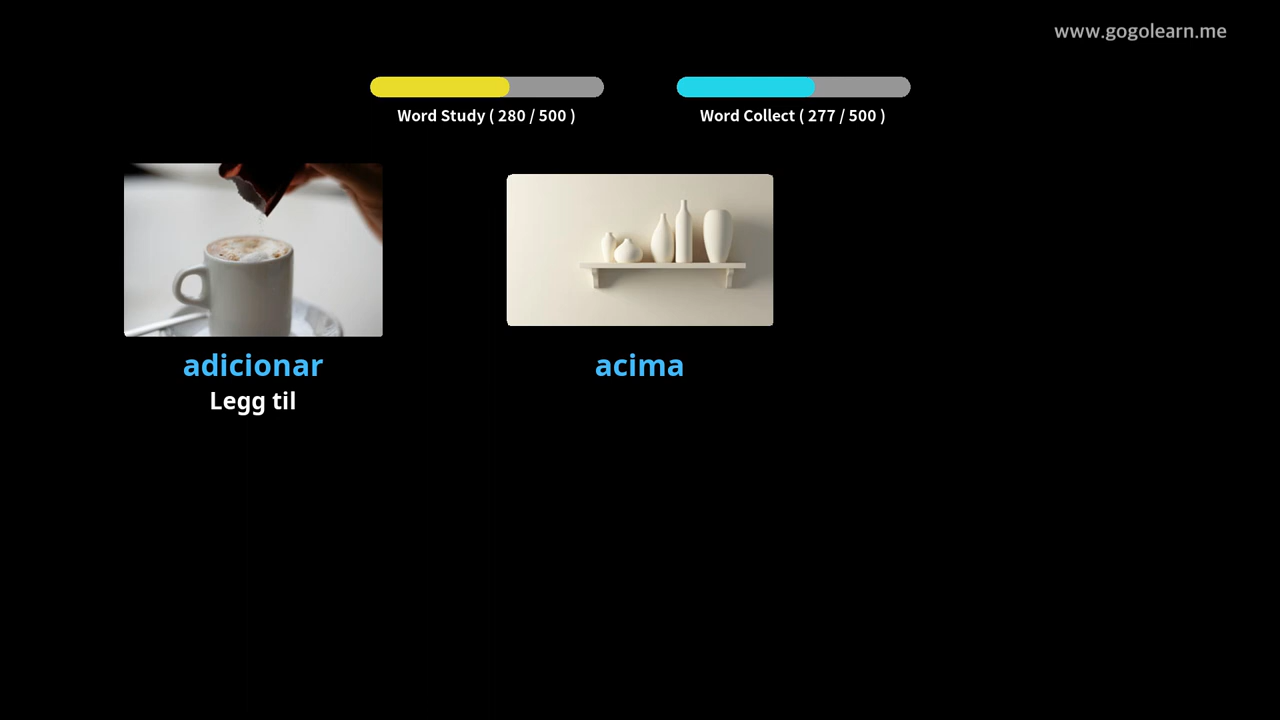 www.gogolearn.me
Word Study ( 280 / 500 )
Word Collect ( 277 / 500 )
adicionar
Legg til
acima